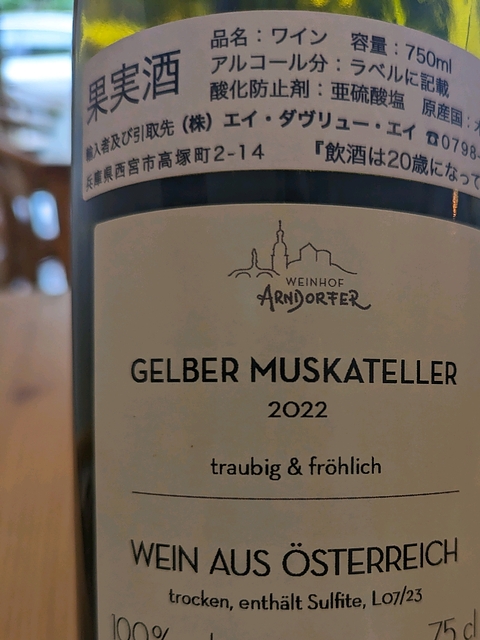 果実酒
品名：ワイン 容量：750ml
アルコール分：ラベルに記載
酸化防止剤：亜硫酸塩 原産国：
輸入者及び引取先（株）エイ・ダヴリュー・エイ ☎0798-
兵庫県西宮市高塚町2-14 『飲酒は20歳になって
WEINHOF
ARNDORFER
GELBER MUSKATELLER
2022
traubig & fröhlich
WEIN AUS ÖSTERREICH
trocken, enthält Sulfite, L07/23
100% 75 cl